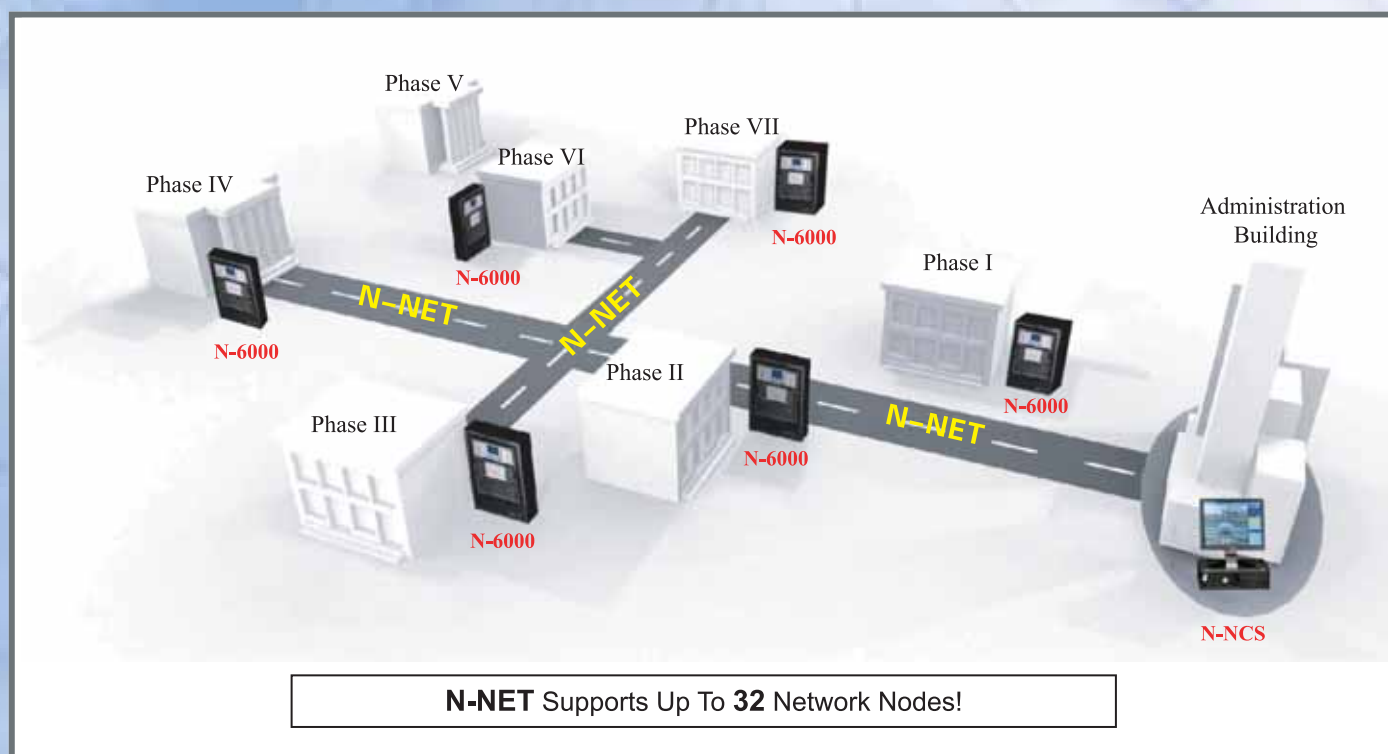 Phase V
Phase VII
Phase VI
Phase IV
Administration
Building
N-6000
Phase I
N-6000
N-NET
N-NET
N-6000
Phase II
N-6000
Phase III
N-NET
N-6000
N-6000
N-NCS
N-NET Supports Up To 32 Network Nodes!